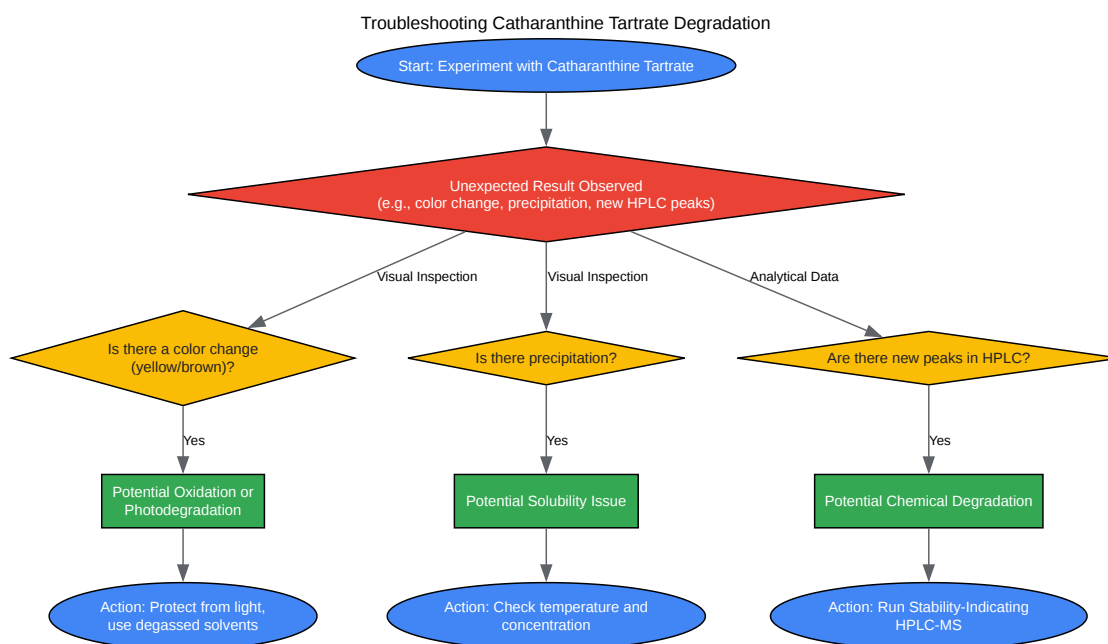 Troubleshooting Catharanthine Tartrate Degradation
Start: Experiment with Catharanthine Tartrate
Unexpected Result Observed
(e.g., color change, precipitation, new HPLC peaks)
Visual Inspection
Visual Inspection
Analytical Data
Is there a color change
(yellow/brown)?
Is there precipitation?
Are there new peaks in HPLC?
Yes
Yes
Yes
Potential Oxidation or
Photodegradation
Potential Solubility Issue
Potential Chemical Degradation
Action: Protect from light,
use degassed solvents
Action: Check temperature and
concentration
Action: Run Stability-Indicating
HPLC-MS